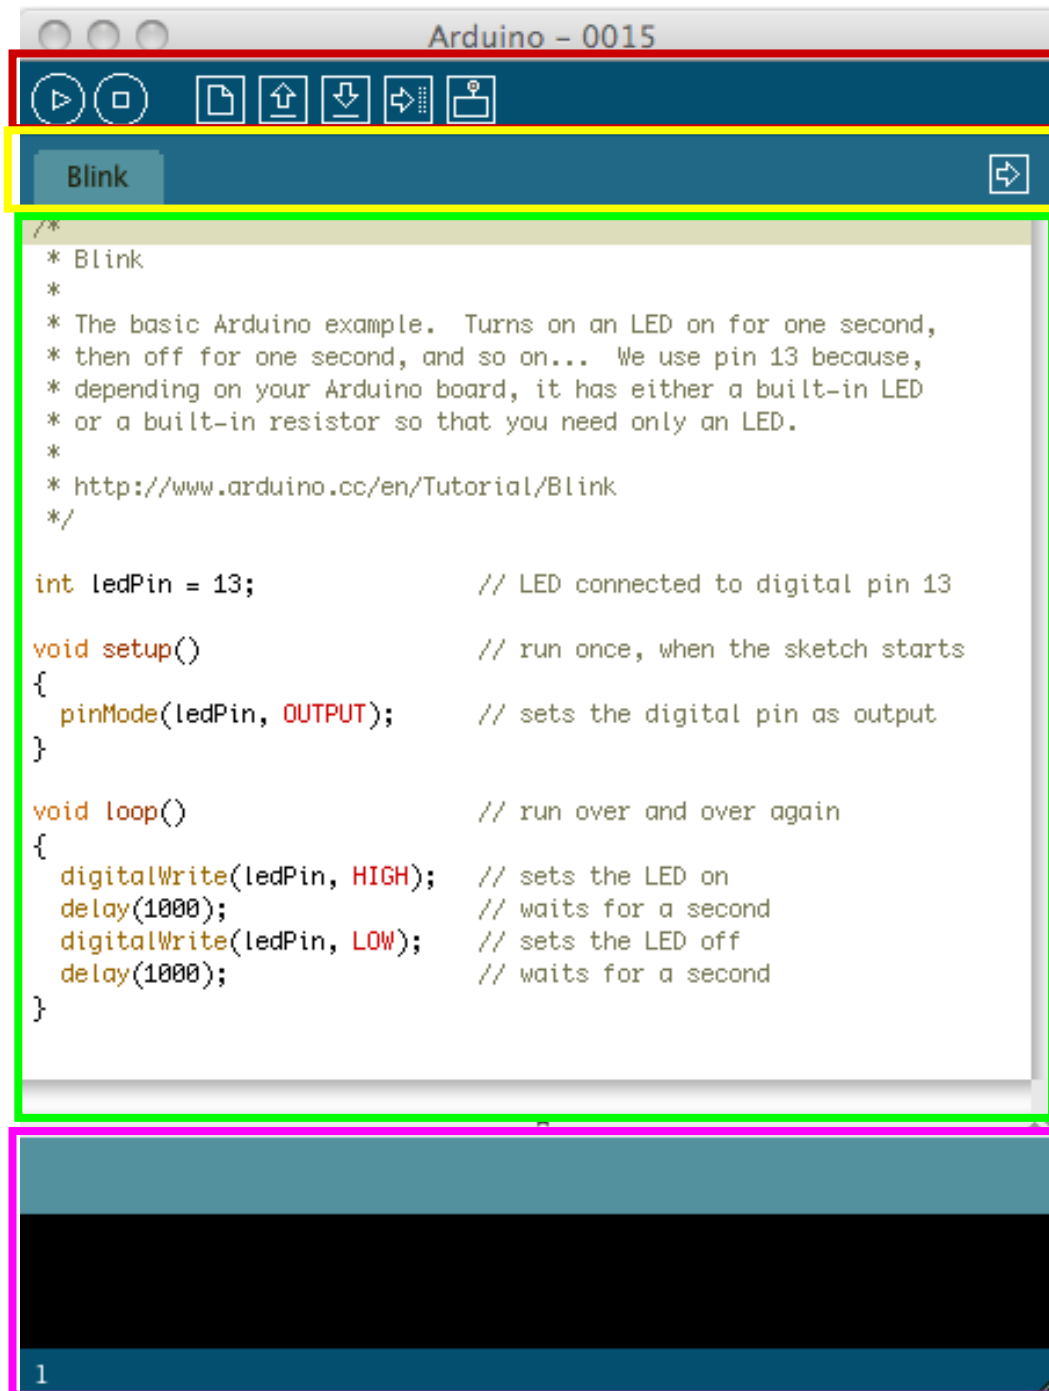 Arduino – 0015
Blink
/*
 * Blink
 *
 * The basic Arduino example.  Turns on an LED on for one second,
 * then off for one second, and so on...  We use pin 13 because,
 * depending on your Arduino board, it has either a built-in LED
 * or a built-in resistor so that you need only an LED.
 *
 * http://www.arduino.cc/en/Tutorial/Blink
 */
int ledPin = 13;                // LED connected to digital pin 13
void setup()                    // run once, when the sketch starts
{
  pinMode(ledPin, OUTPUT);      // sets the digital pin as output
}
void loop()                     // run over and over again
{
  digitalWrite(ledPin, HIGH);   // sets the LED on
  delay(1000);                  // waits for a second
  digitalWrite(ledPin, LOW);    // sets the LED off
  delay(1000);                  // waits for a second
}
1